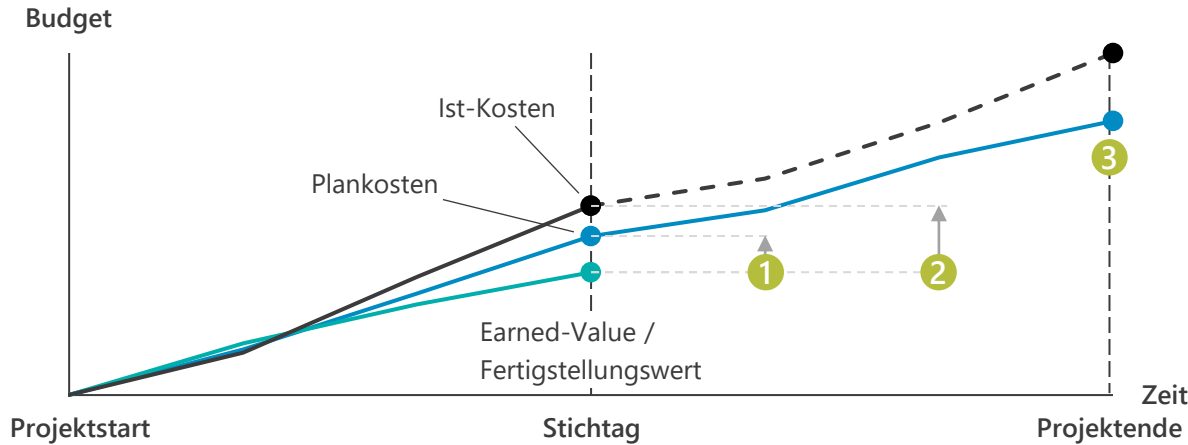 Budget
Ist-Kosten
Plankosten
3
1
2
Earned-Value /
Fertigstellungswert
Zeit
Projektstart
Stichtag
Projektende